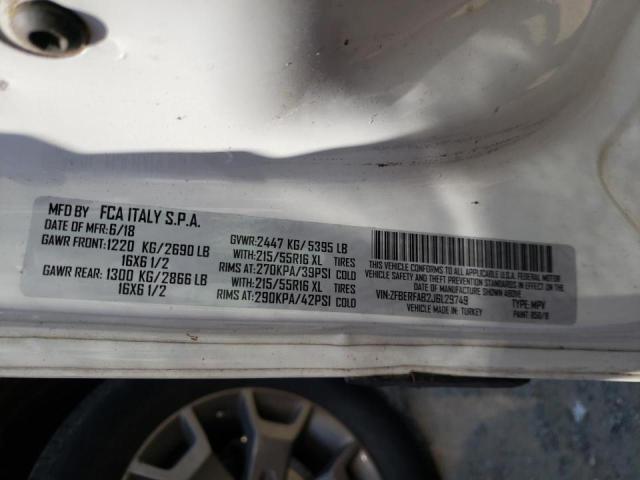 MFD BY FCA ITALY S.P.A.
DATE OF MFR:6/18
GAWR FRONT:1220 KG/2690 LB
16X6 1/2
GAWR REAR: 1300 KG/2866 LB
16X6 1/2
GVWR:2447 KG/5395 LB
WITH:215/55R16 XL TIRES
RIMS AT:270KPA/39PSI COLD
WITH:215/55R16 XL TIRES
RIMS AT:290KPA/42PSI COLD
THIS VEHICLE CONFORMS TO ALL APPLICABLE U.S.A. FEDERAL MOTOR
VEHICLE SAFETY AND THEFT PREVENTION STANDARDS IN EFFECT ON THE
DATE OF MANUFACTURE SHOWN ABOVE.
VIN:ZFBERFAB2J6L29749 TYPE: MPV
VEHICLE MADE IN: TURKEY PAINT: 850/B